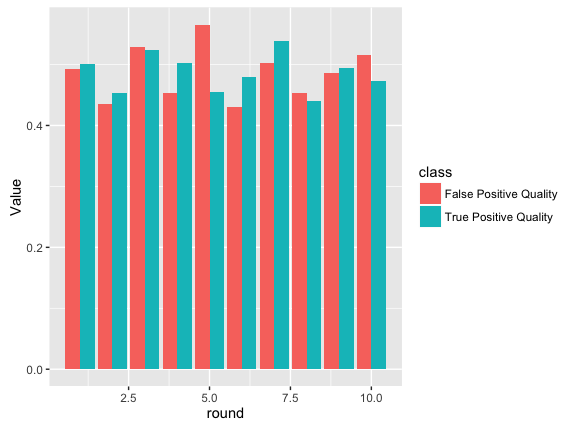 Value
0.4
0.2
0.0
2.5
5.0
7.5
10.0
round
class
False Positive Quality
True Positive Quality